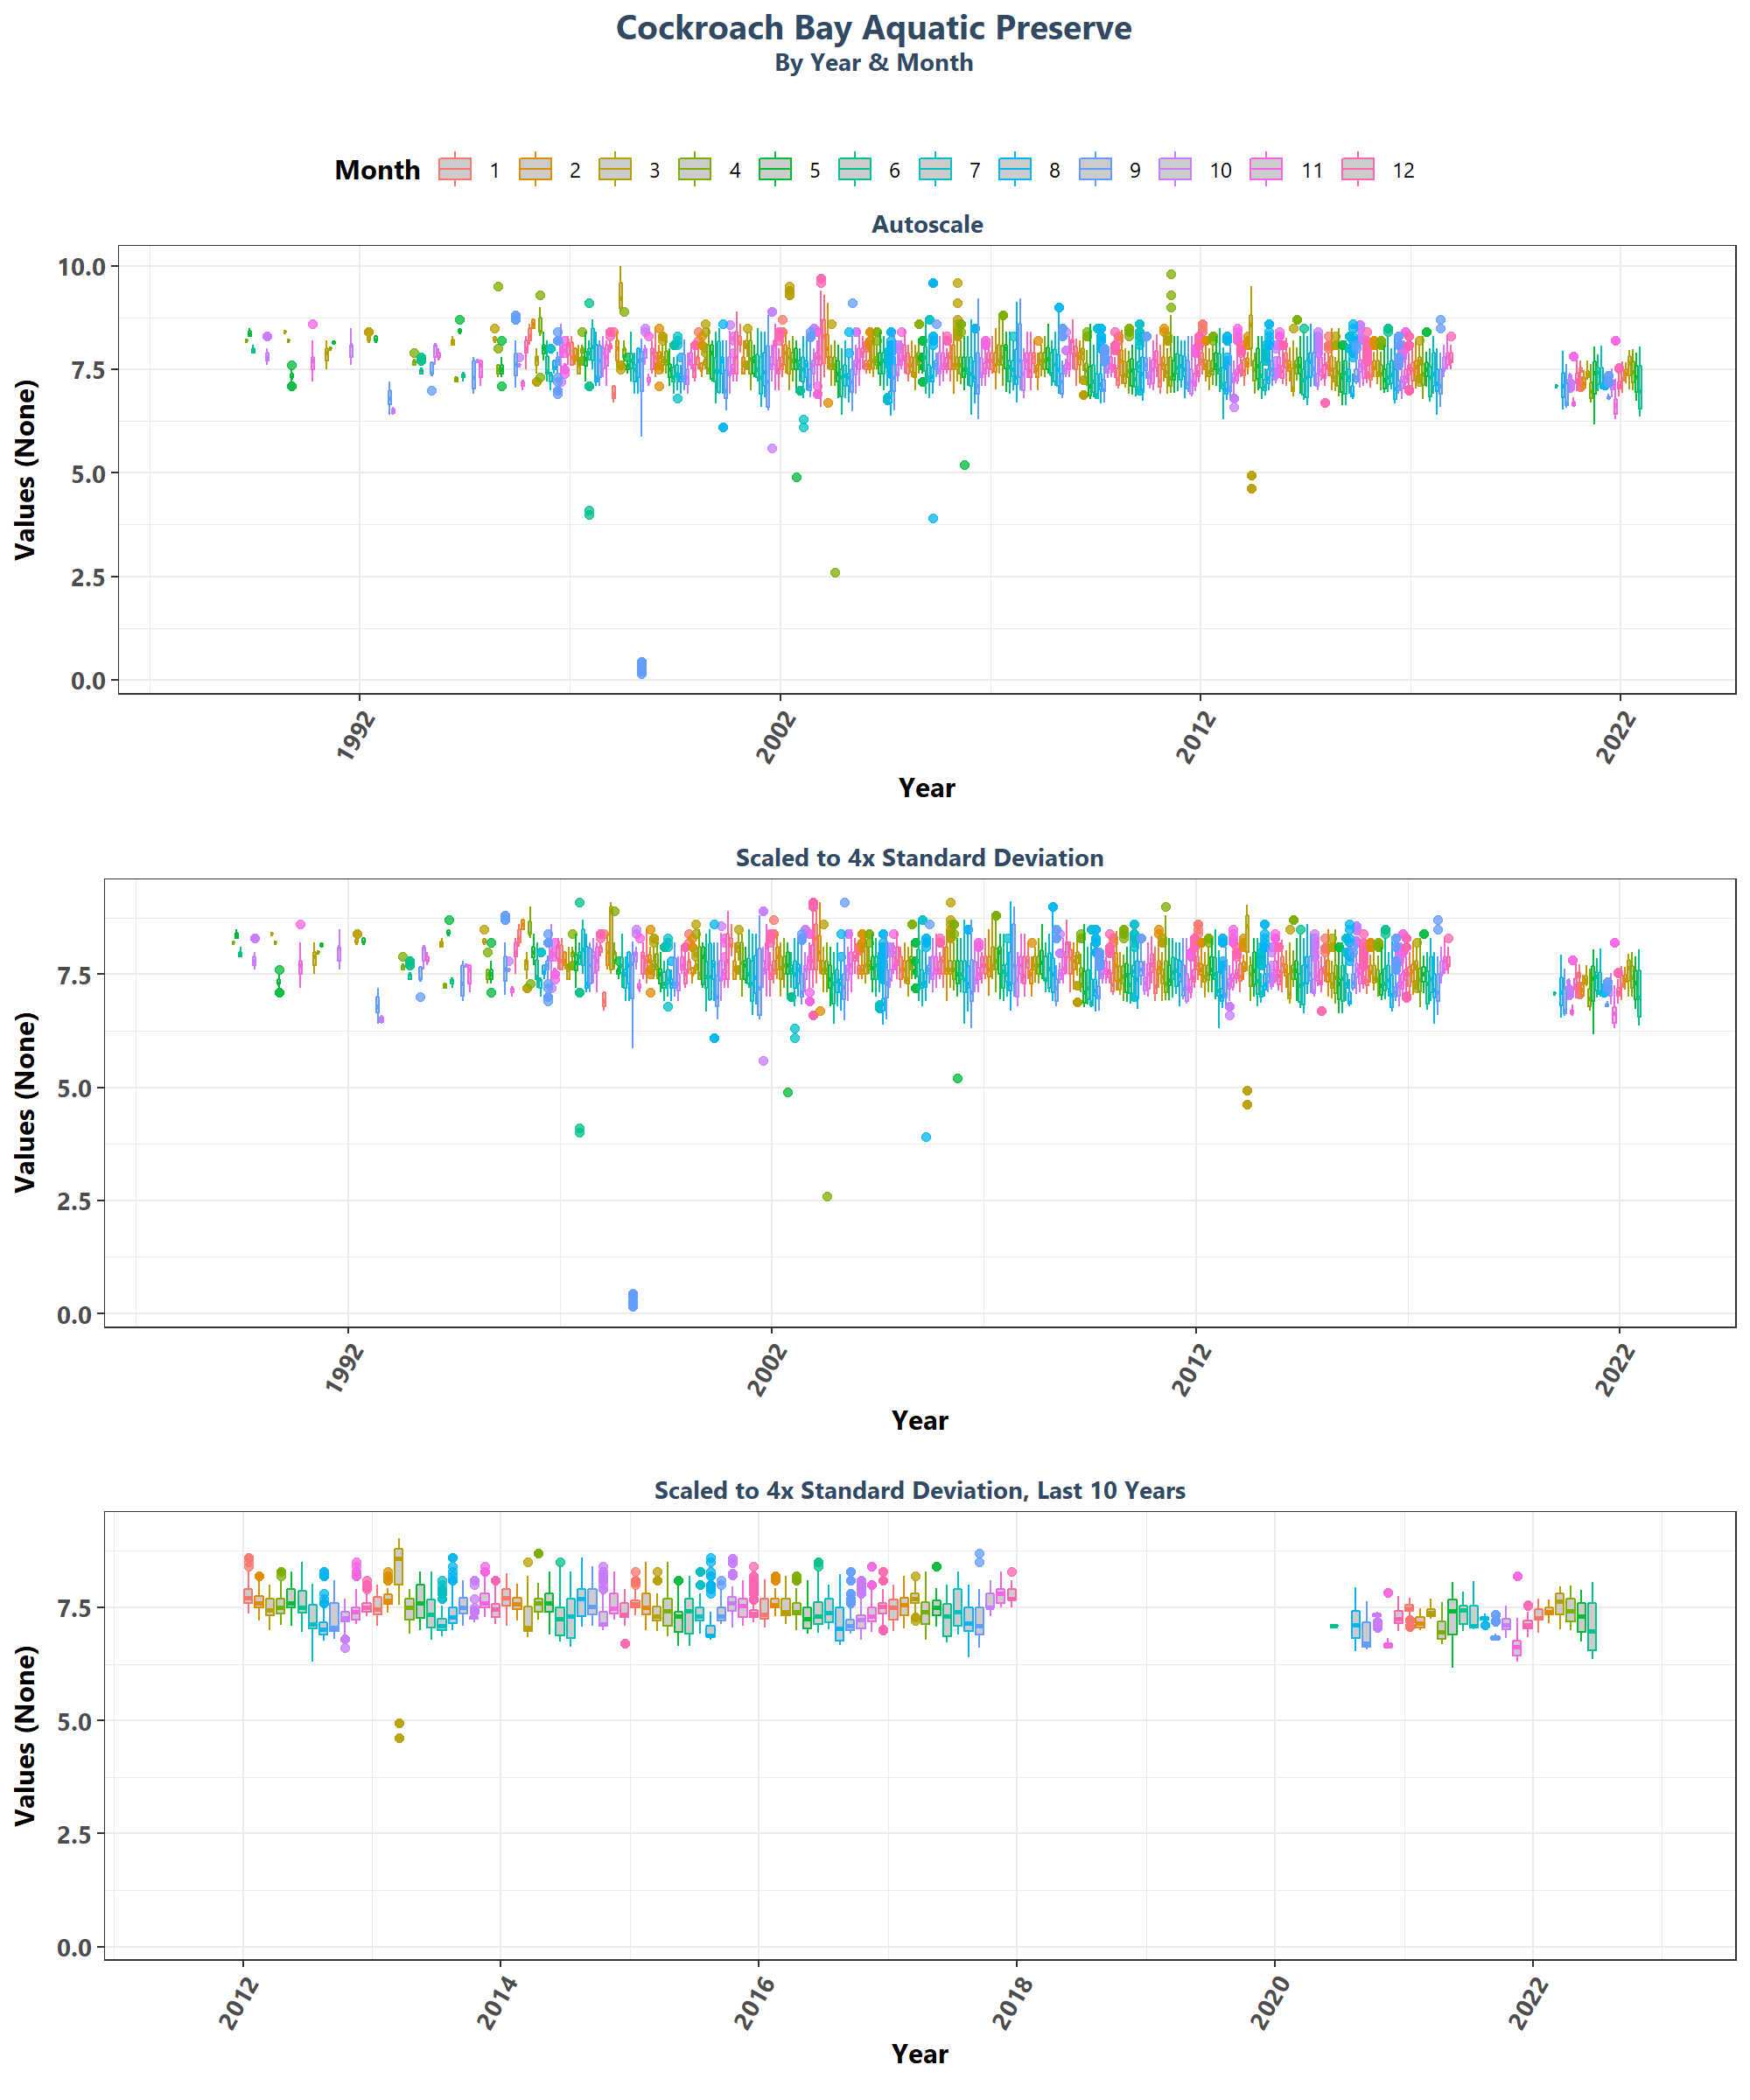 Cockroach Bay Aquatic Preserve
By Year & Month
Month 1 2 3 4 5 6 7 8 9 10 11 12
Autoscale
10.0
7.5
5.0
2.5
0.0
Values (None)
1992 2002 2012 2022
Year
Scaled to 4x Standard Deviation
7.5
5.0
2.5
0.0
Values (None)
1992 2002 2012 2022
Year
Scaled to 4x Standard Deviation, Last 10 Years
7.5
5.0
2.5
0.0
Values (None)
2012 2014 2016 2018 2020 2022
Year